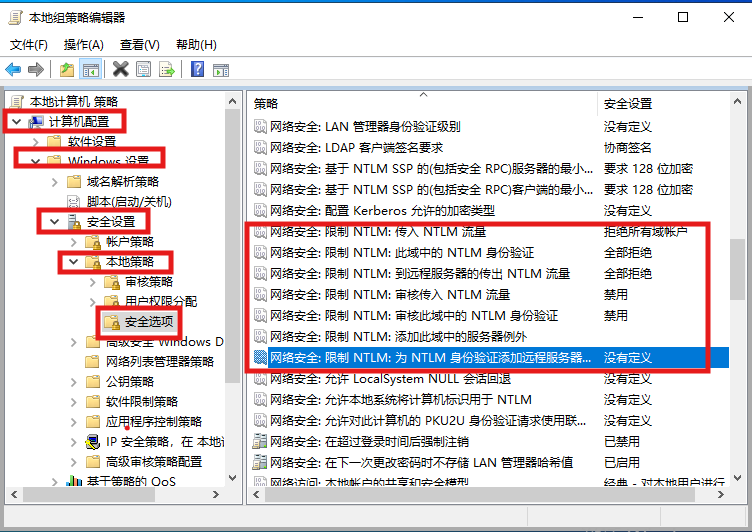 本地组策略编辑器
文件(F) 操作(A) 查看(V) 帮助(H)
本地计算机 策略
计算机配置
软件设置
Windows 设置
域名解析策略
脚本(启动/关机)
安全设置
帐户策略
本地策略
审核策略
用户权限分配
安全选项
高级安全 Windows D
网络列表管理器策略
公钥策略
软件限制策略
应用程序控制策略
IP 安全策略，在 本地计
高级审核策略配置
基于策略的 QoS
策略 安全设置
网络安全: LAN 管理器身份验证级别 没有定义
网络安全: LDAP 客户端签名要求 协商签名
网络安全: 基于 NTLM SSP 的(包括安全 RPC)服务器的最小... 要求 128 位加密
网络安全: 基于 NTLM SSP 的(包括安全 RPC)客户端的最小... 要求 128 位加密
网络安全: 配置 Kerberos 允许的加密类型 没有定义
网络安全: 限制 NTLM: 传入 NTLM 流量 拒绝所有域帐户
网络安全: 限制 NTLM: 此域中的 NTLM 身份验证 全部拒绝
网络安全: 限制 NTLM: 到远程服务器的传出 NTLM 流量 全部拒绝
网络安全: 限制 NTLM: 审核传入 NTLM 流量 禁用
网络安全: 限制 NTLM: 审核此域中的 NTLM 身份验证 禁用
网络安全: 限制 NTLM: 添加此域中的服务器例外
网络安全: 限制 NTLM: 为 NTLM 身份验证添加远程服务器... 没有定义
网络安全: 允许 LocalSystem NULL 会话回退 没有定义
网络安全: 允许本地系统将计算机标识用于 NTLM 没有定义
网络安全: 允许对此计算机的 PKU2U 身份验证请求使用联... 没有定义
网络安全: 在超过登录时间后强制注销 已禁用
网络安全: 在下一次更改密码时不存储 LAN 管理器哈希值 已启用
网络访问: 本地帐户的共享和安全模型 经典 - 对本地用户进行